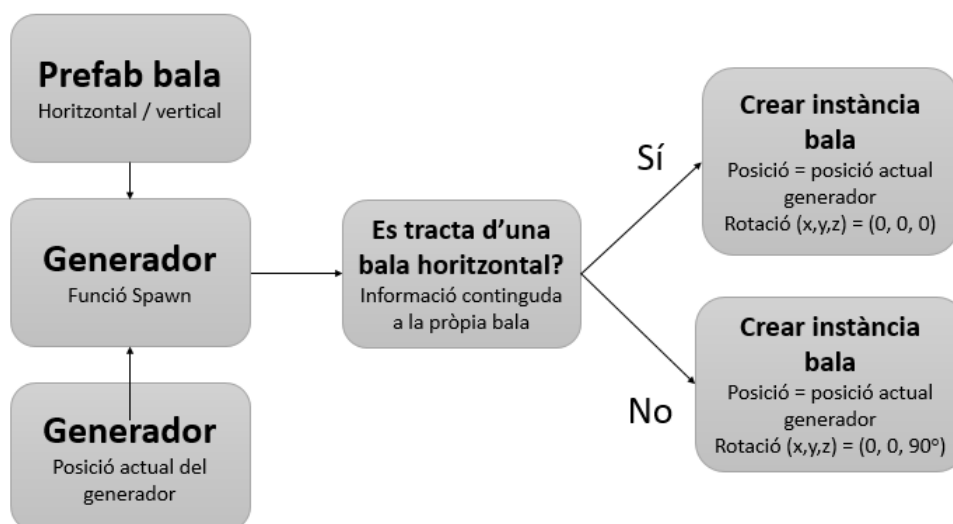 Prefab bala
Horitzontal / vertical
Generador
Funció Spawn
Generador
Posició actual del
generador
Es tracta d'una
bala horitzontal?
Informació continguda
a la pròpia bala
Sí
No
Crear instància
bala
Posició = posició actual
generador
Rotació (x,y,z) = (0, 0, 0)
Crear instància
bala
Posició = posició actual
generador
Rotació (x,y,z) = (0, 0, 90º)